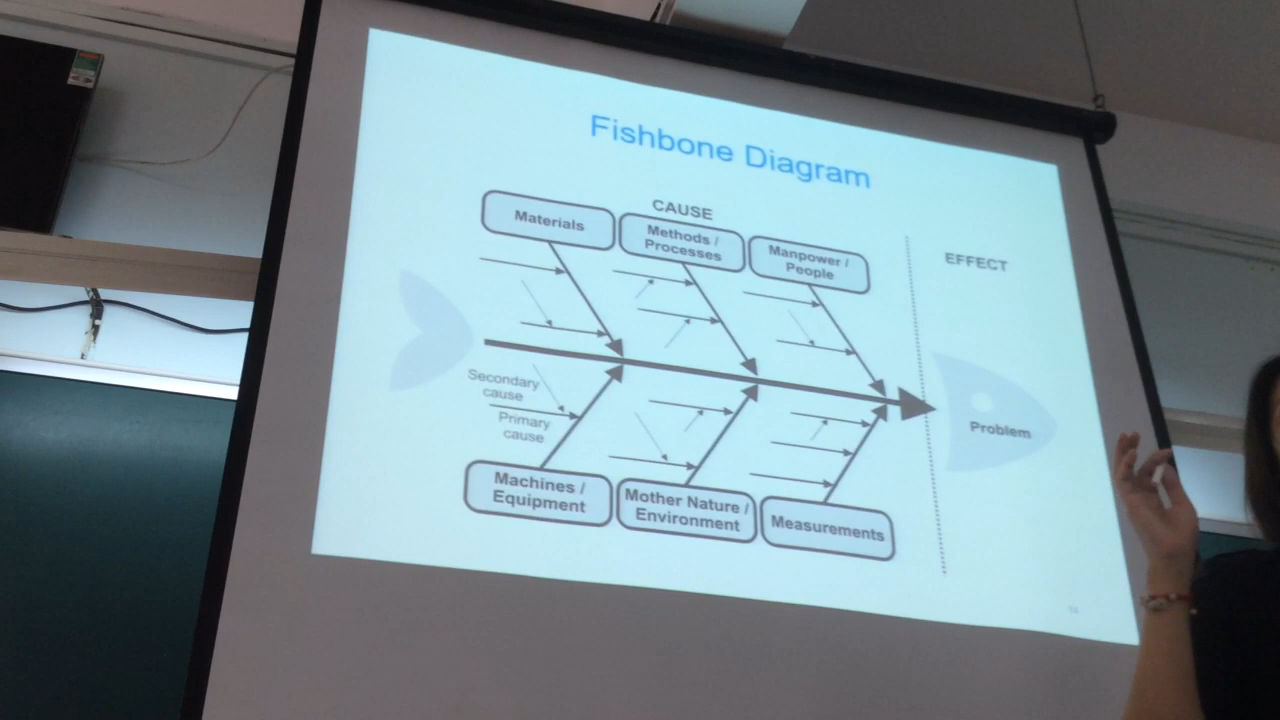 Fishbone Diagram
CAUSE
EFFECT
Materials
Methods /
Processes
Manpower /
People
Secondary
cause
Primary
cause
Problem
Machines /
Equipment
Mother Nature /
Environment
Measurements